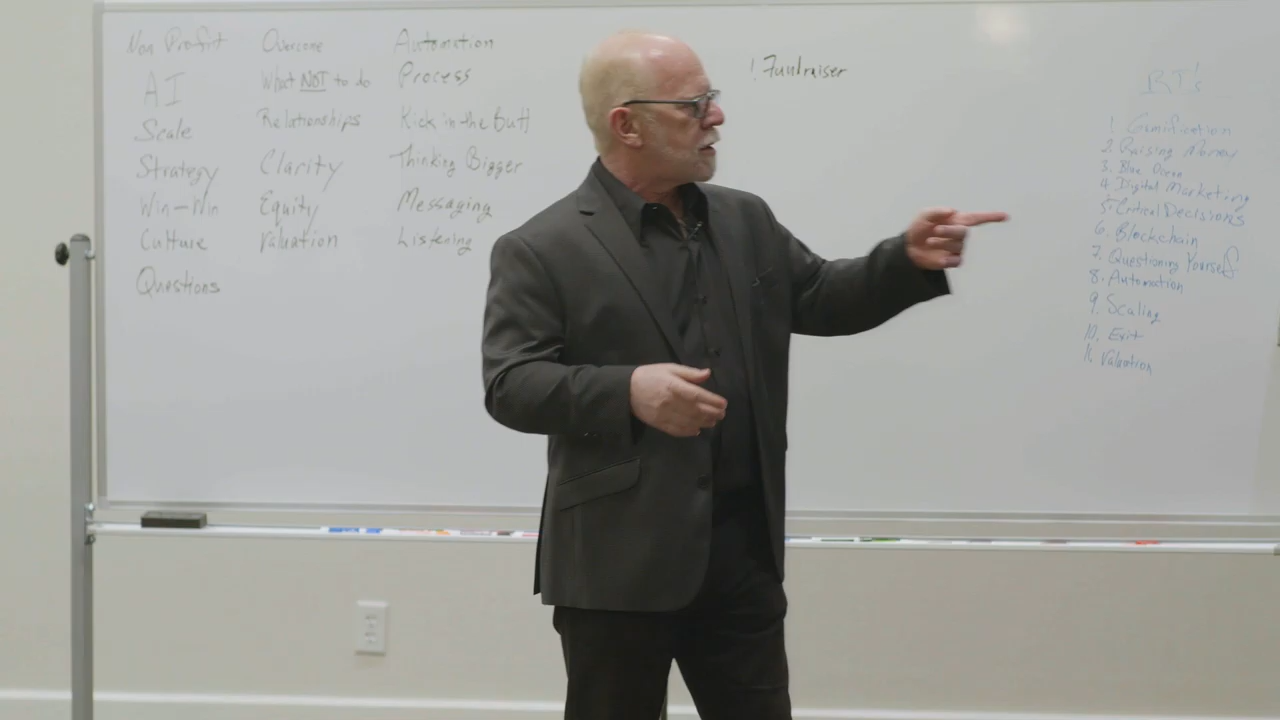 Non Profit
AI
Scale
Strategy
Win-Win
Culture
Questions
Overcome
What NOT to do
Relationships
Clarity
Equity
Valuation
Automation
Process
Kick in the Butt
Thinking Bigger
Messaging
Listening
! Fundraiser
RT's
1. Gamification
2. Raising Money
3. Blue Ocean
4. Digital Marketing
5. Critical Decisions
6. Blockchain
7. Questioning Yourself
8. Automation
9. Scaling
10. Exit
11. Valuation